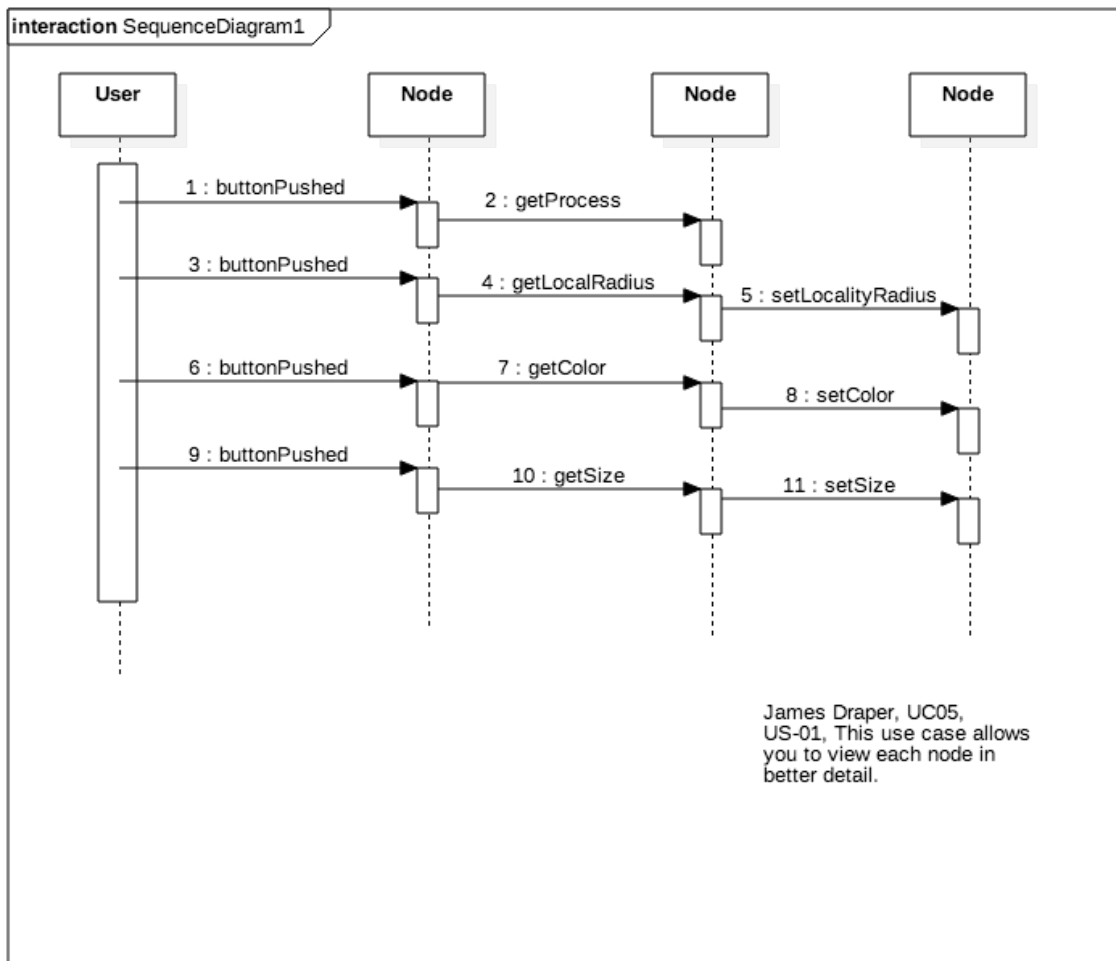 interaction SequenceDiagram1
User
Node
Node
Node
1 : buttonPushed
2 : getProcess
3 : buttonPushed
4 : getLocalRadius
5 : setLocalityRadius
6 : buttonPushed
7 : getColor
8 : setColor
9 : buttonPushed
10 : getSize
11 : setSize
James Draper, UC05,
US-01, This use case allows
you to view each node in
better detail.